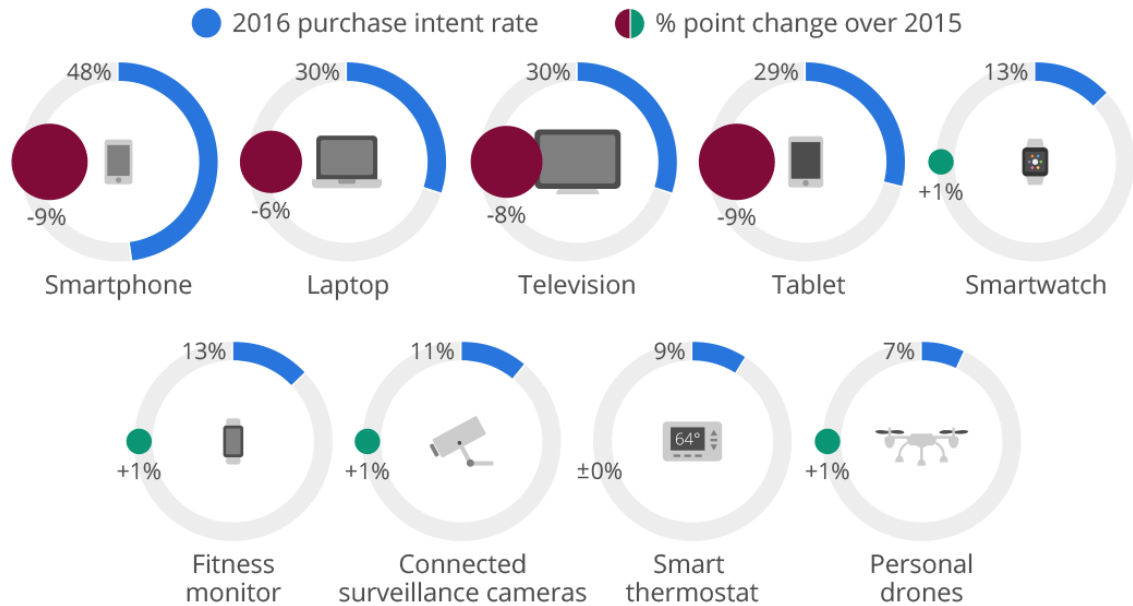 2016 purchase intent rate
% point change over 2015
48%
-9%
Smartphone
30%
-6%
Laptop
30%
-8%
Television
29%
-9%
Tablet
13%
+1%
Smartwatch
13%
+1%
Fitness
monitor
11%
+1%
Connected
surveillance cameras
9%
64°
±0%
Smart
thermostat
7%
+1%
Personal
drones